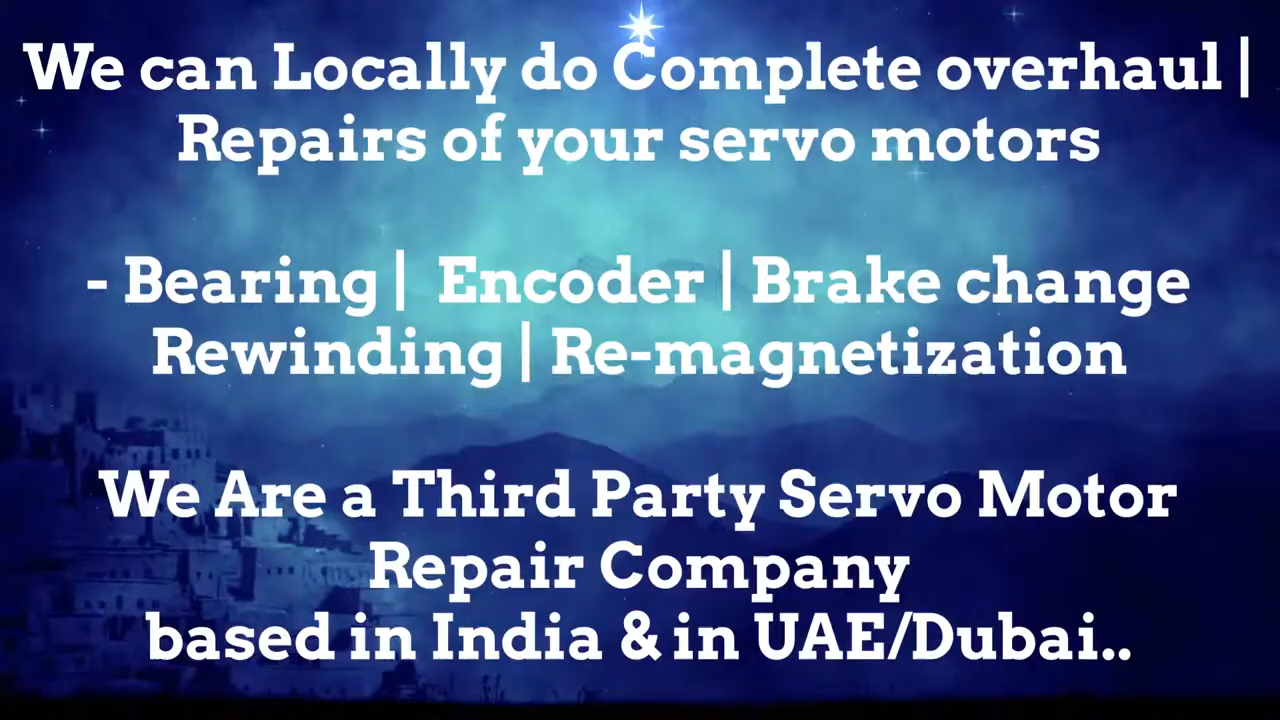 We can Locally do Complete overhaul |
Repairs of your servo motors
- Bearing | Encoder | Brake change
Rewinding | Re-magnetization
We Are a Third Party Servo Motor
Repair Company
based in India & in UAE/Dubai..